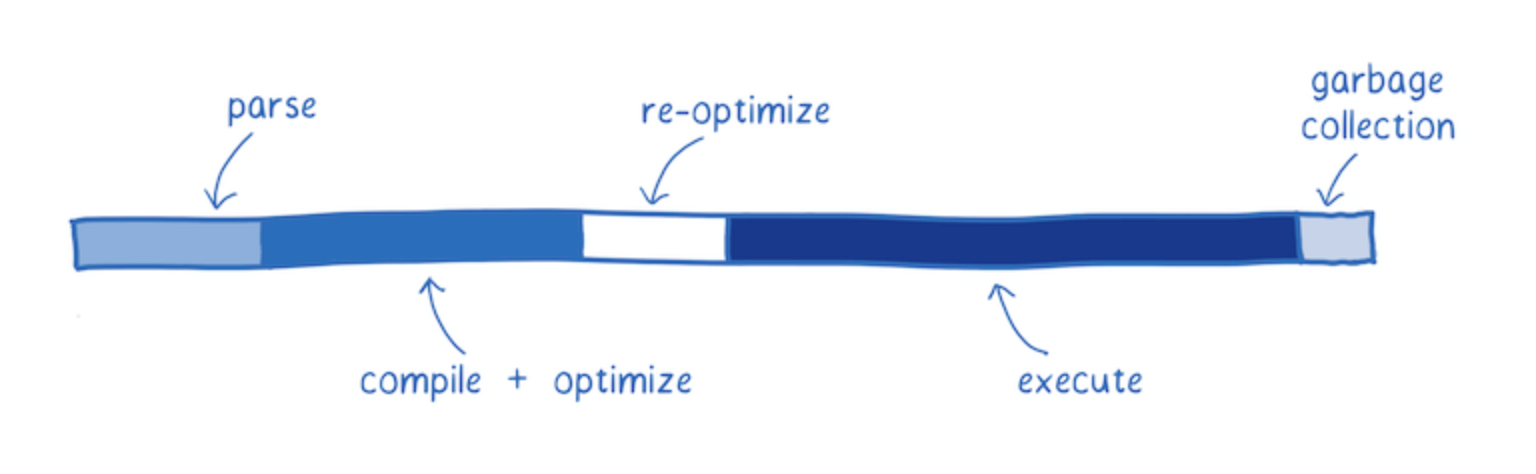 parse
re-optimize
garbage
collection
compile + optimize
execute